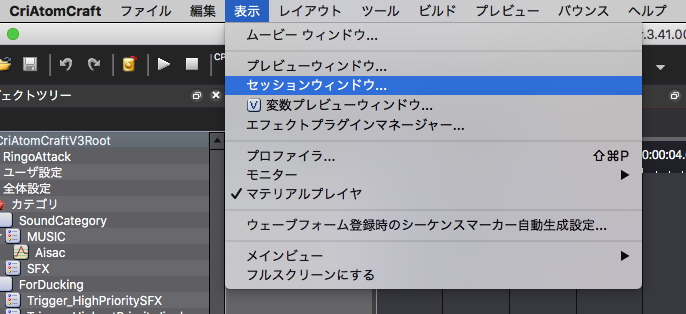 CriAtomCraft ファイル 編集 表示 レイアウト ツール ビルド プレビュー バウンス ヘルプ
ムービー ウィンドウ...
.3.41.00
CP
プレビューウィンドウ...
セッションウィンドウ...
V 変数プレビューウィンドウ...
エフェクトプラグインマネージャー...
プロファイラ... ⇧⌘P
モニター
✓ マテリアルプレイヤ
ウェーブフォーム登録時のシーケンスマーカー自動生成設定...
メインビュー
フルスクリーンにする
ェクトツリー
CriAtomCraftV3Root
RingoAttack
ユーザ設定
全体設定
カテゴリ
SoundCategory
MUSIC
Aisac
SFX
ForDucking
Trigger_HighPrioritySFX
0:00:04.